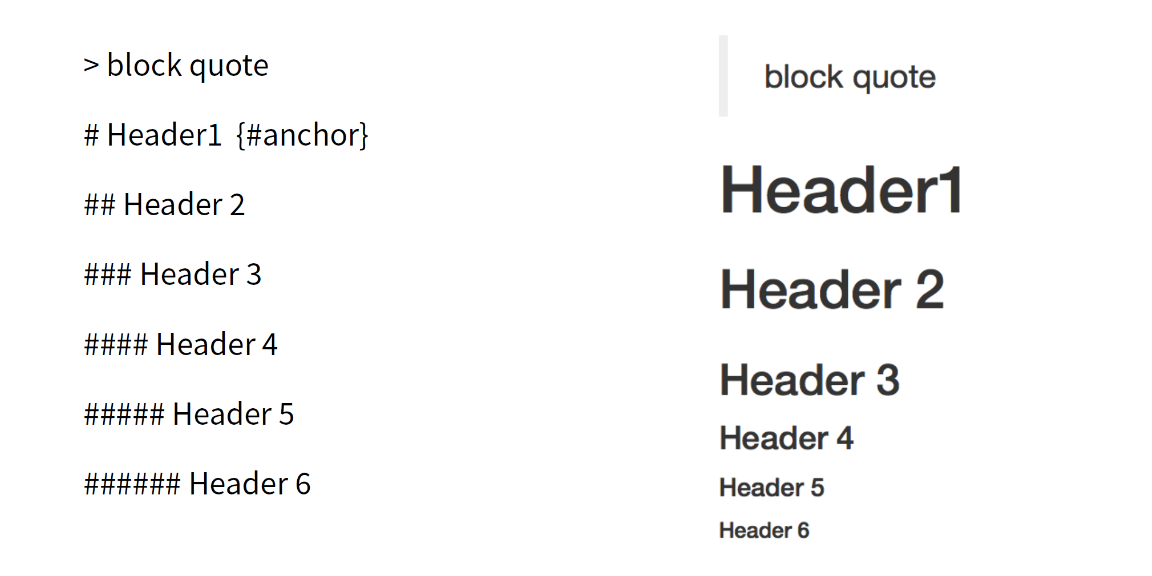 > block quote
# Header1 {#anchor}
## Header 2
### Header 3
#### Header 4
##### Header 5
###### Header 6
block quote
Header1
Header 2
Header 3
Header 4
Header 5
Header 6